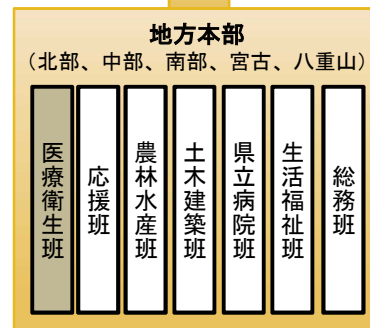 地方本部
（北部、中部、南部、宮古、八重山）
医療衛生班
応援班
農林水産班
土木建築班
県立病院班
生活福祉班
総務班